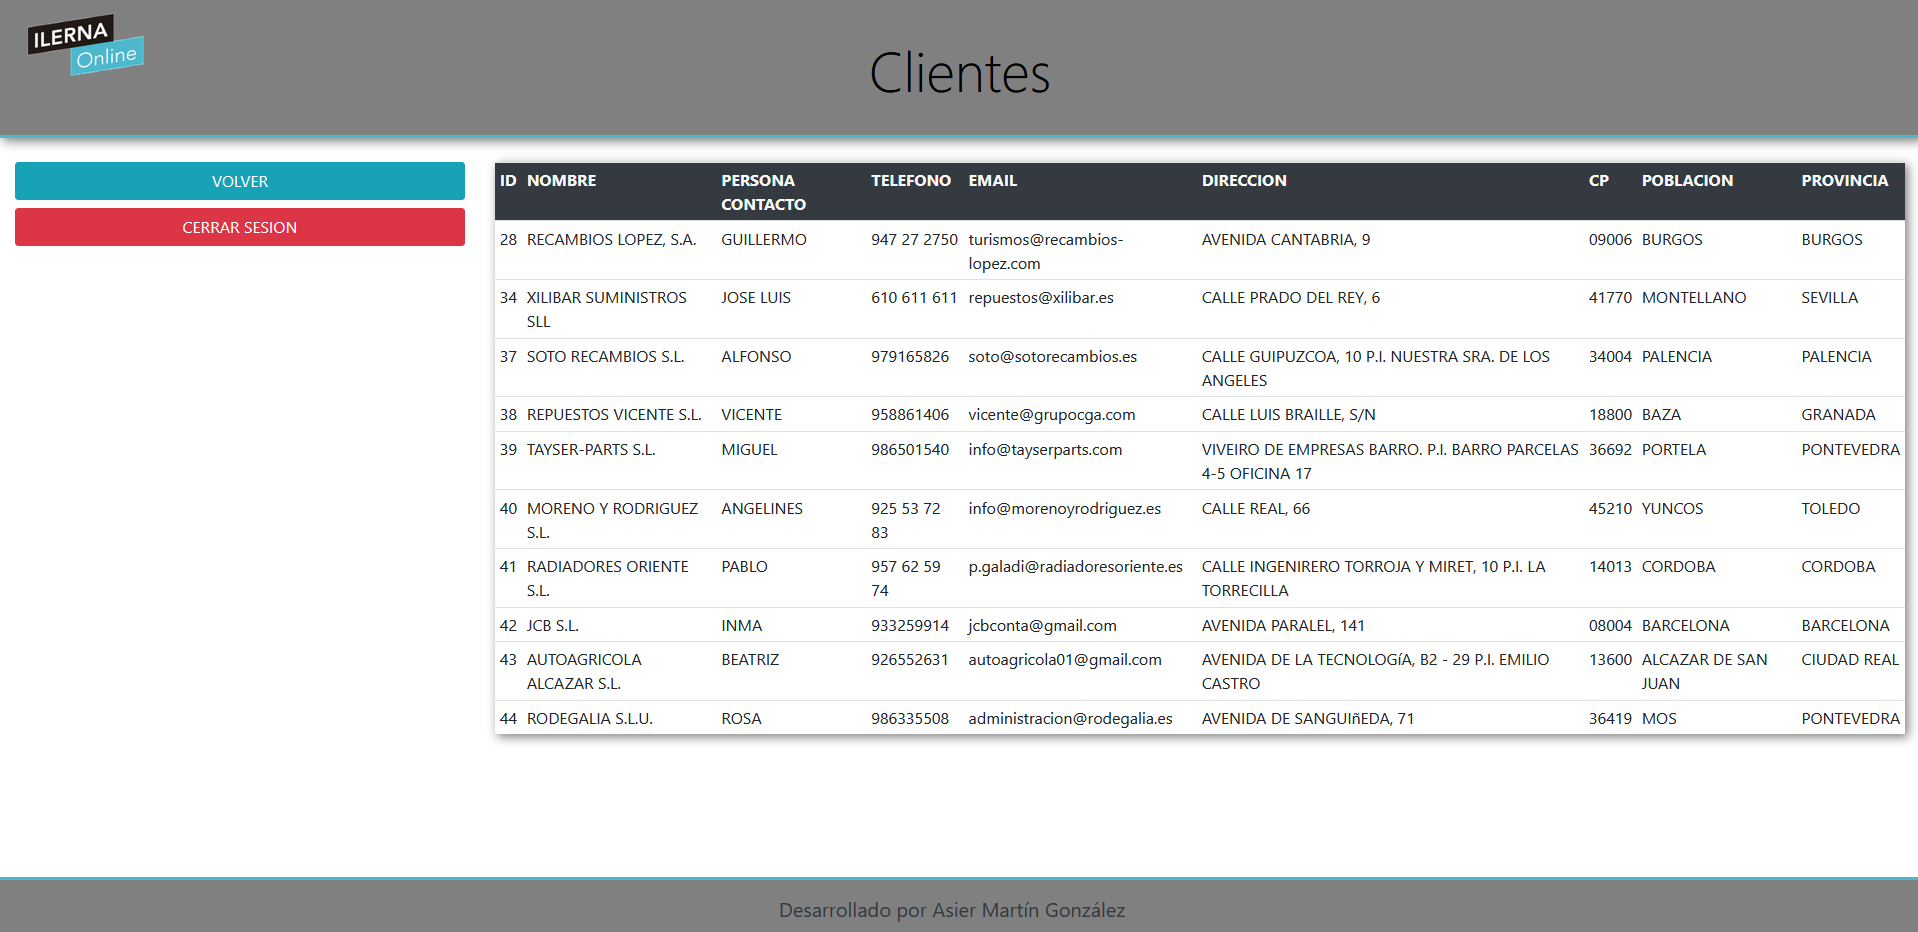 ILERNA
Online
Clientes
VOLVER
CERRAR SESION
ID NOMBRE PERSONA CONTACTO TELEFONO EMAIL DIRECCION CP POBLACION PROVINCIA
28 RECAMBIOS LOPEZ, S.A. GUILLERMO 947 27 2750 turismos@recambios-lopez.com AVENIDA CANTABRIA, 9 09006 BURGOS BURGOS
34 XILIBAR SUMINISTROS SLL JOSE LUIS 610 611 611 repuestos@xilibar.es CALLE PRADO DEL REY, 6 41770 MONTELLANO SEVILLA
37 SOTO RECAMBIOS S.L. ALFONSO 979165826 soto@sotorecambios.es CALLE GUIPUZCOA, 10 P.I. NUESTRA SRA. DE LOS ANGELES 34004 PALENCIA PALENCIA
38 REPUESTOS VICENTE S.L. VICENTE 958861406 vicente@grupocga.com CALLE LUIS BRAILLE, S/N 18800 BAZA GRANADA
39 TAYSER-PARTS S.L. MIGUEL 986501540 info@tayserparts.com VIVEIRO DE EMPRESAS BARRO. P.I. BARRO PARCELAS 4-5 OFICINA 17 36692 PORTELA PONTEVEDRA
40 MORENO Y RODRIGUEZ S.L. ANGELINES 925 53 72 83 info@morenoyrodriguez.es CALLE REAL, 66 45210 YUNCOS TOLEDO
41 RADIADORES ORIENTE S.L. PABLO 957 62 59 74 p.galadi@radiadoresoriente.es CALLE INGENIRERO TORROJA Y MIRET, 10 P.I. LA TORRECILLA 14013 CORDOBA CORDOBA
42 JCB S.L. INMA 933259914 jcbconta@gmail.com AVENIDA PARALEL, 141 08004 BARCELONA BARCELONA
43 AUTOAGRICOLA ALCAZAR S.L. BEATRIZ 926552631 autoagricola01@gmail.com AVENIDA DE LA TECNOLOGíA, B2 - 29 P.I. EMILIO CASTRO 13600 ALCAZAR DE SAN JUAN CIUDAD REAL
44 RODEGALIA S.L.U. ROSA 986335508 administracion@rodegalia.es AVENIDA DE SANGUIñEDA, 71 36419 MOS PONTEVEDRA
Desarrollado por Asier Martín González